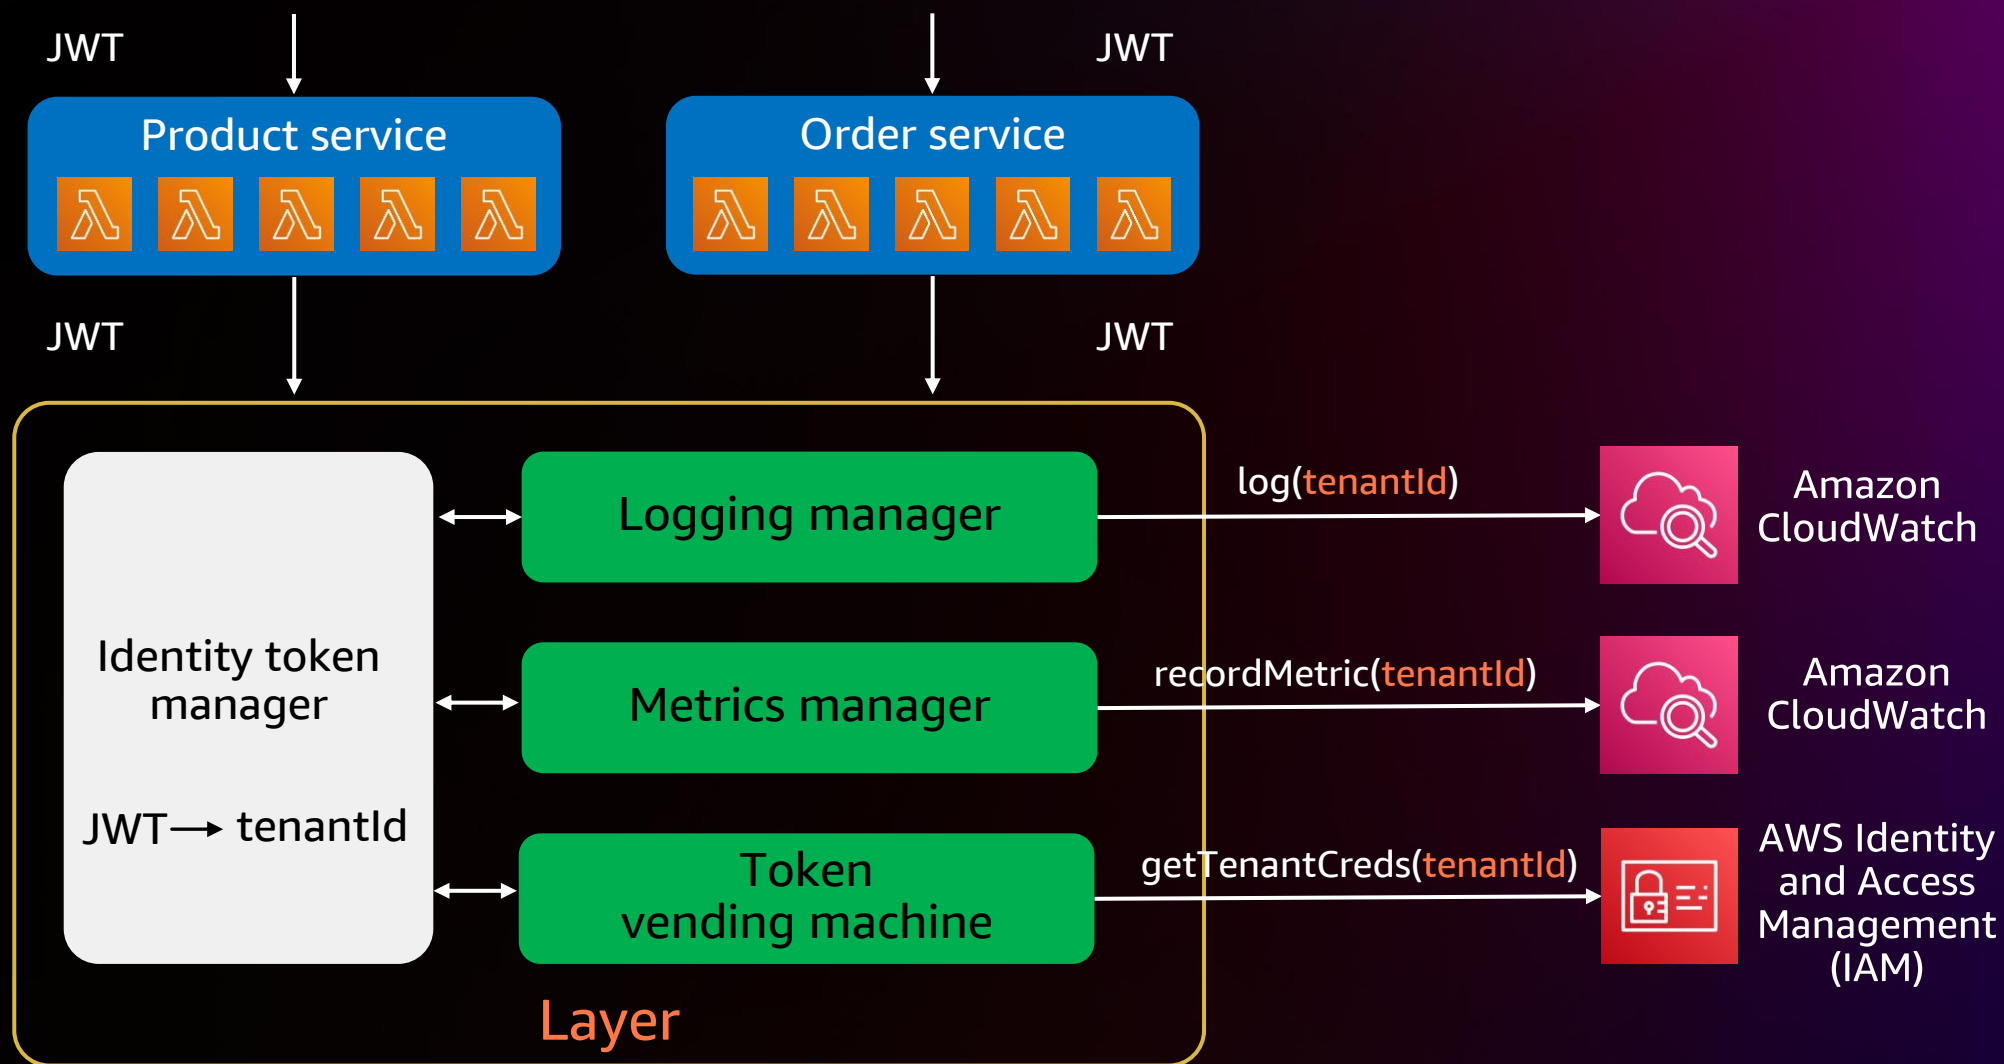 JWT
JWT
Product service
Order service
JWT
JWT
Identity token
manager
JWT → tenantId
Logging manager
Metrics manager
Token
vending machine
Layer
log(tenantId)
Amazon
CloudWatch
recordMetric(tenantId)
Amazon
CloudWatch
getTenantCreds(tenantId)
AWS Identity
and Access
Management
(IAM)